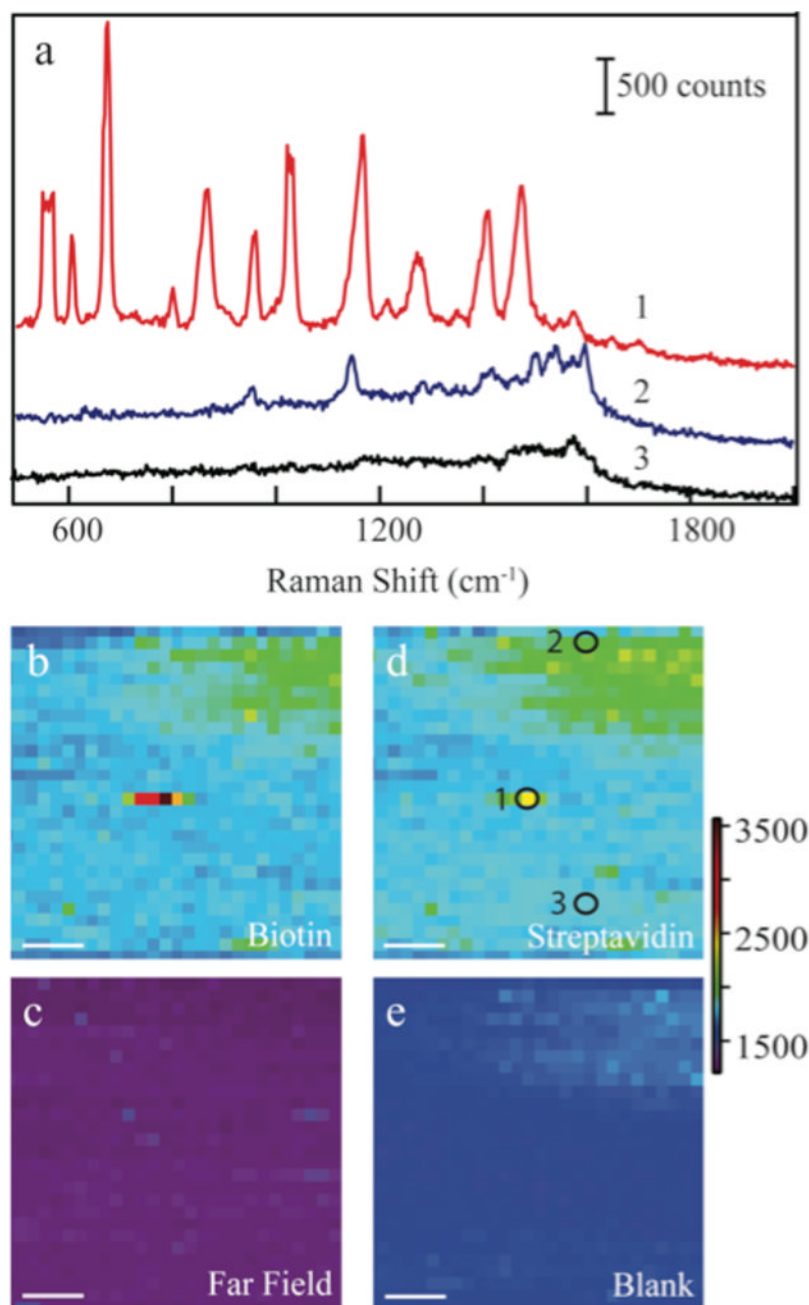 a
500 counts
1
2
3
600 1200 1800
Raman Shift (cm⁻¹)
b
Biotin
d
2
1
3
Streptavidin
3500
2500
1500
c
Far Field
e
Blank